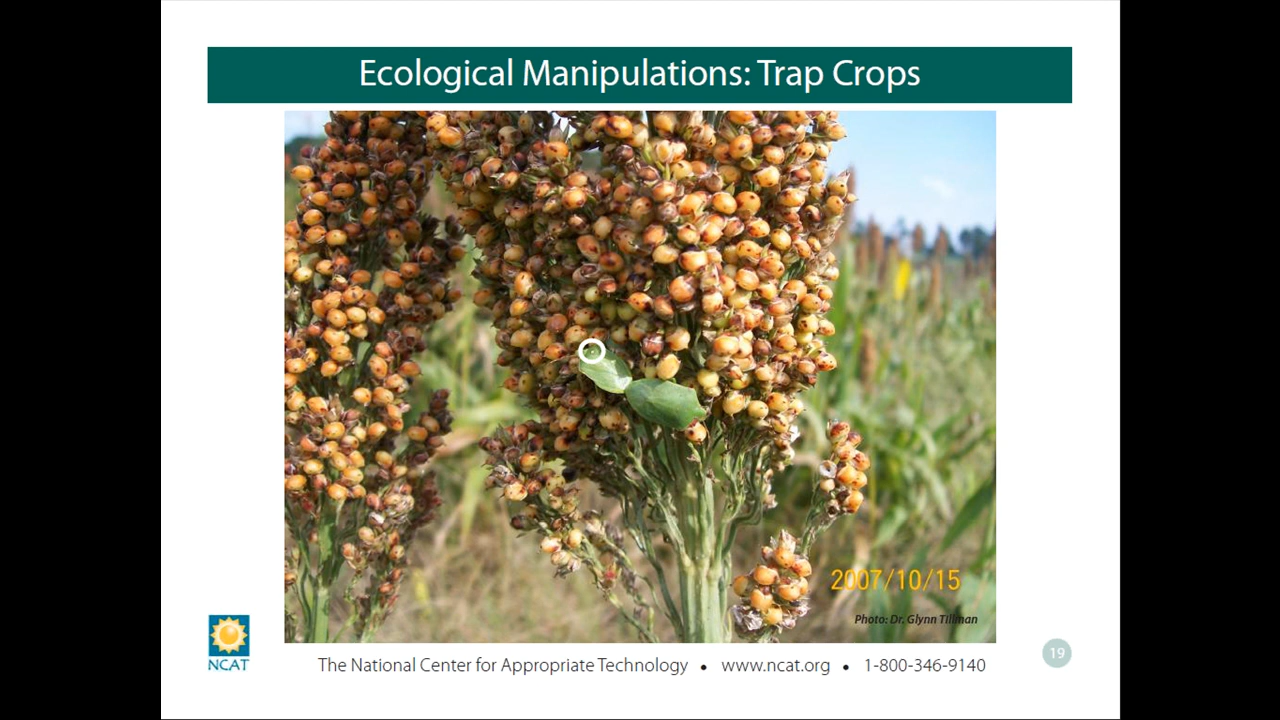 Ecological Manipulations: Trap Crops
2007/10/15
Photo: Dr. Glynn Tillman
NCAT
The National Center for Appropriate Technology • www.ncat.org • 1-800-346-9140
19